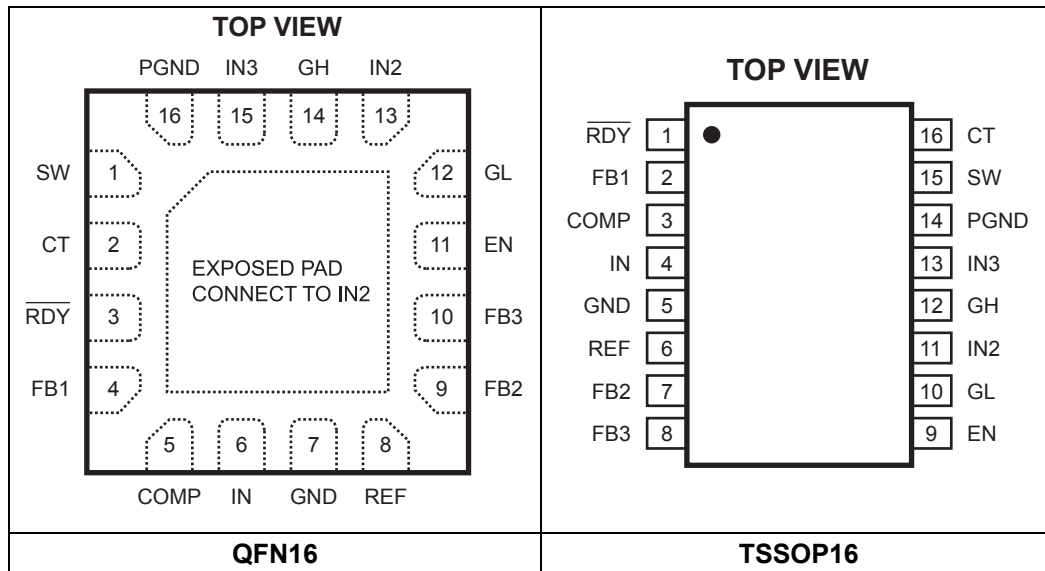 TOP VIEW
PGND IN3 GH IN2
16 15 14 13
SW 1 12 GL
CT 2 11 EN
EXPOSED PAD
CONNECT TO IN2
RDY 3 10 FB3
FB1 4 9 FB2
5 6 7 8
COMP IN GND REF
QFN16
TOP VIEW
RDY 1 16 CT
FB1 2 15 SW
COMP 3 14 PGND
IN 4 13 IN3
GND 5 12 GH
REF 6 11 IN2
FB2 7 10 GL
FB3 8 9 EN
TSSOP16